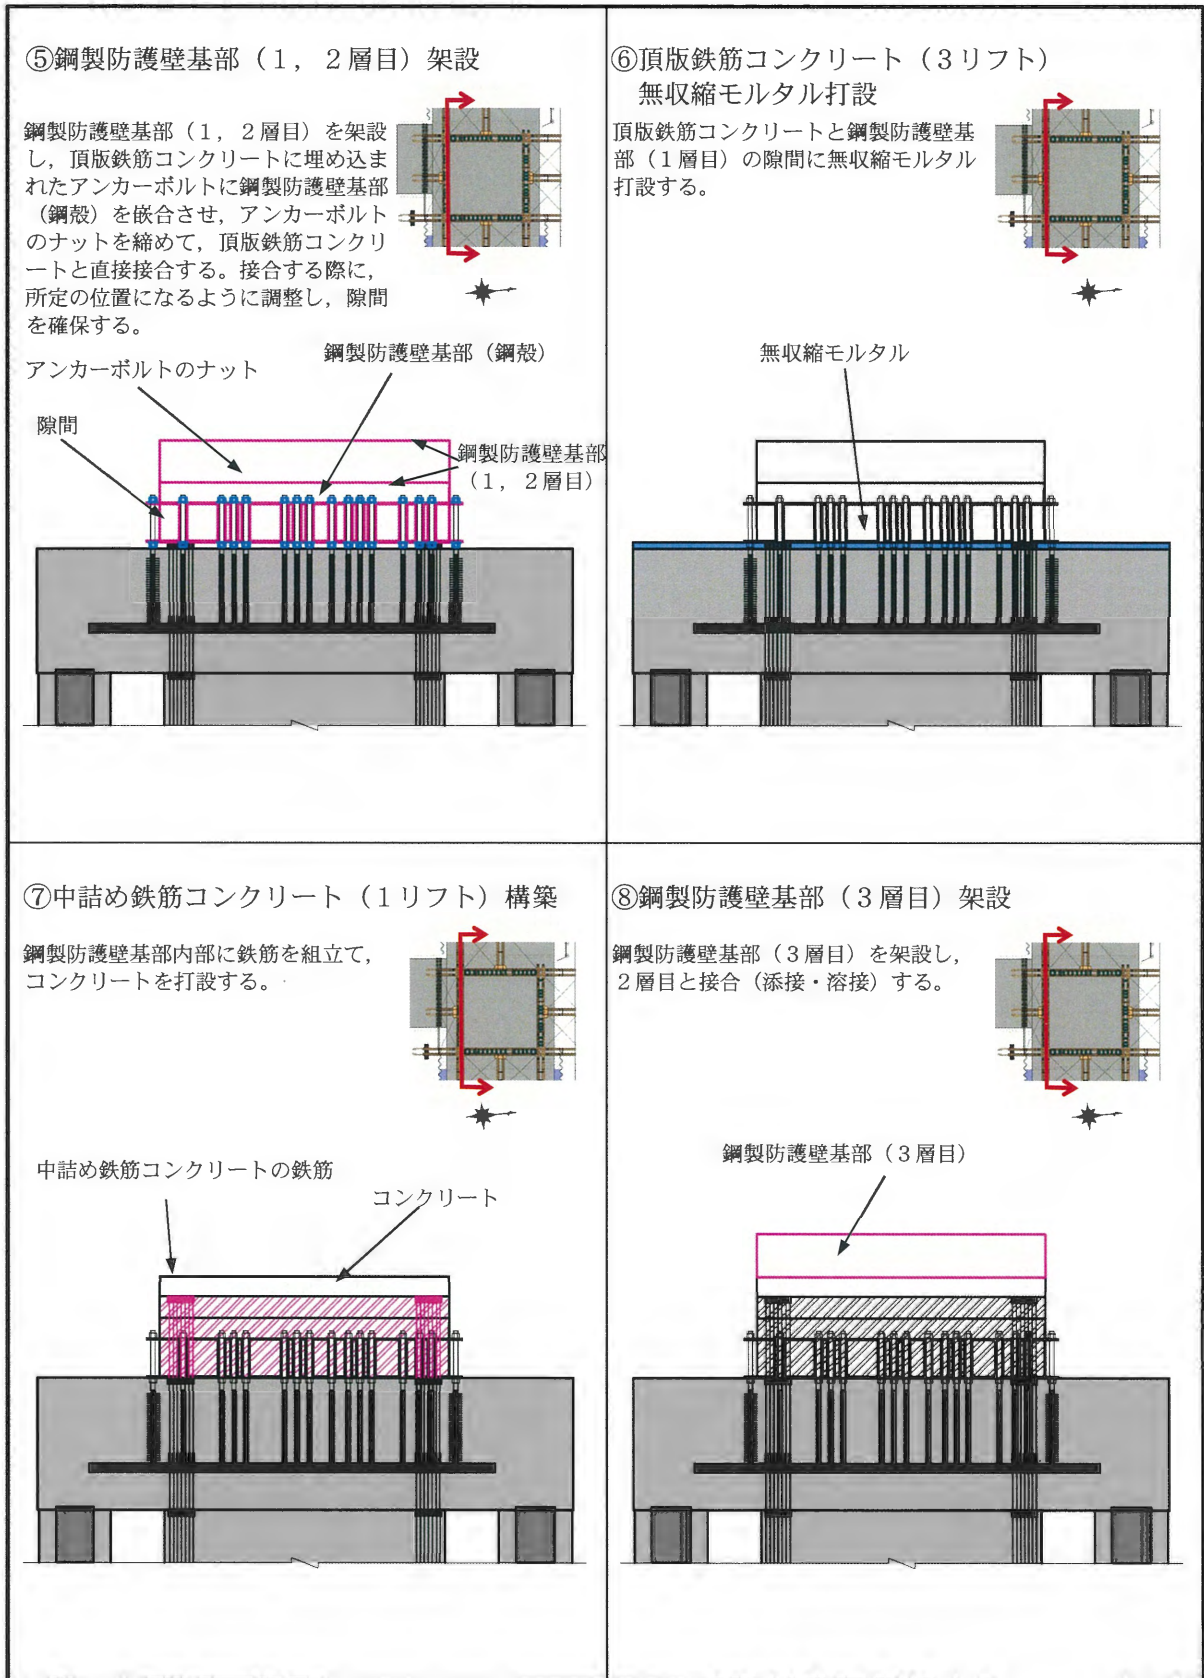 ⑤鋼製防護壁基部（1，2層目）架設
鋼製防護壁基部（1，2層目）を架設
し，頂版鉄筋コンクリートに埋め込ま
れたアンカーボルトに鋼製防護壁基部
（鋼殻）を嵌合させ，アンカーボルト
のナットを締めて，頂版鉄筋コンクリ
ートと直接接合する。接合する際に，
所定の位置になるように調整し，隙間
を確保する。
鋼製防護壁基部（鋼殻）
アンカーボルトのナット
隙間
鋼製防護壁基部
（1，2層目）
⑥頂版鉄筋コンクリート（3リフト）
無収縮モルタル打設
頂版鉄筋コンクリートと鋼製防護壁基
部（1層目）の隙間に無収縮モルタル
打設する。
無収縮モルタル
⑦中詰め鉄筋コンクリート（1リフト）構築
鋼製防護壁基部内部に鉄筋を組立て，
コンクリートを打設する。
中詰め鉄筋コンクリートの鉄筋
コンクリート
⑧鋼製防護壁基部（3層目）架設
鋼製防護壁基部（3層目）を架設し，
2層目と接合（添接・溶接）する。
鋼製防護壁基部（3層目）